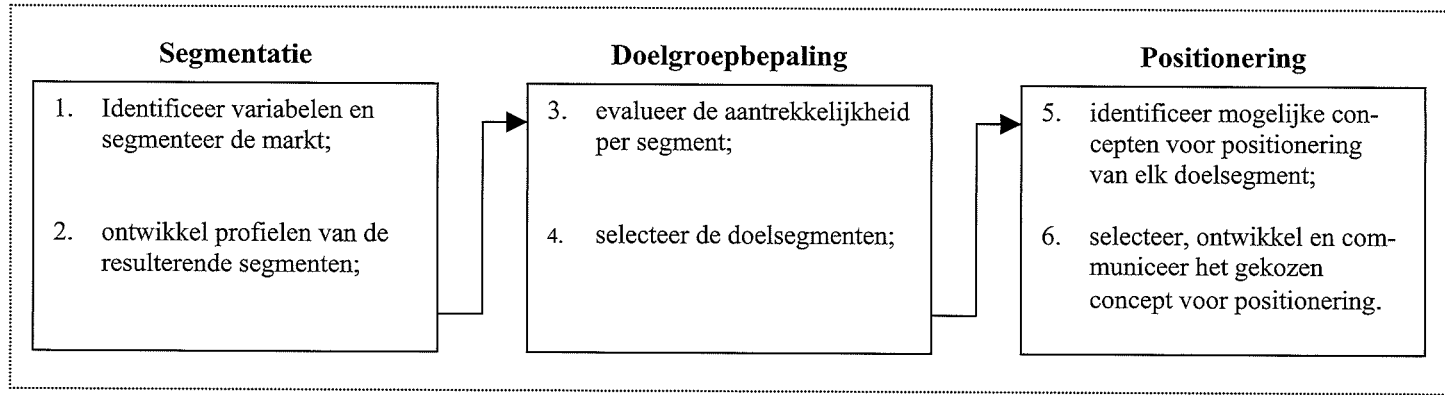 Segmentatie
1. Identificeer variabelen en
segmenteer de markt;
2. ontwikkel profielen van de
resulterende segmenten;
Doelgroepbepaling
3. evalueer de aantrekkelijkheid
per segment;
4. selecteer de doelsegmenten;
Positionering
5. identificeer mogelijke con-
cepten voor positionering
van elk doelsegment;
6. selecteer, ontwikkel en com-
municeer het gekozen
concept voor positionering.